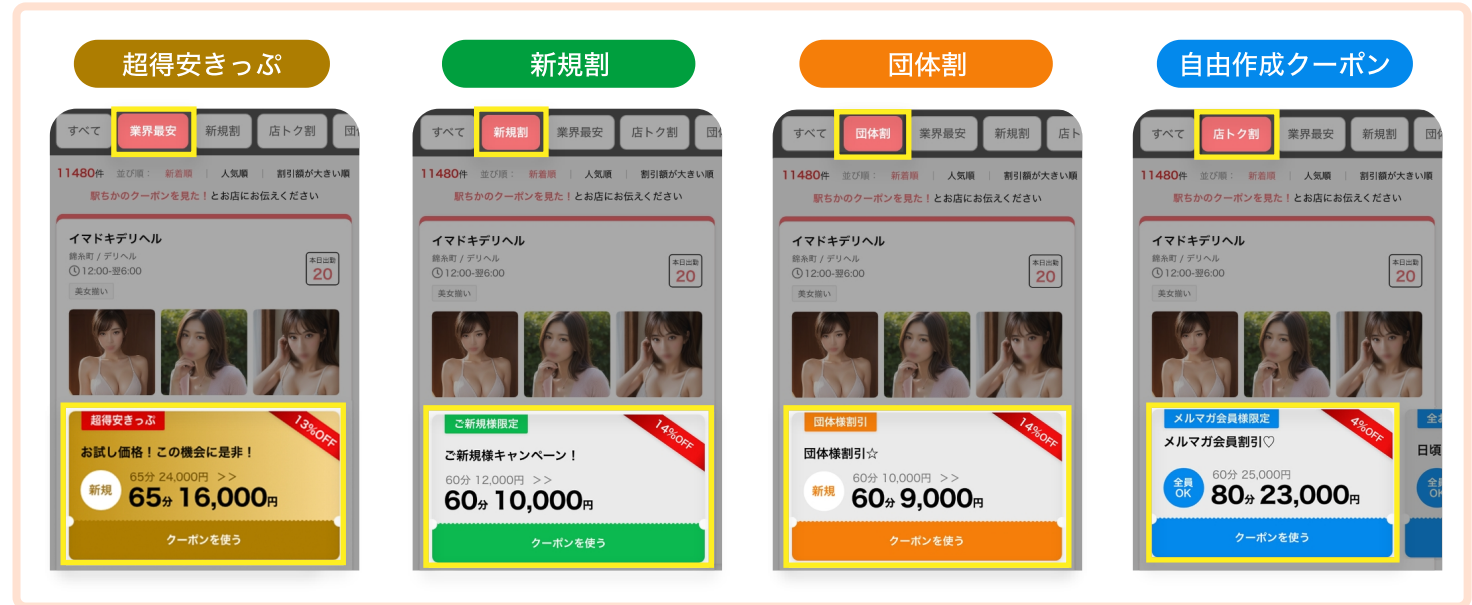 超得安きっぷ
すべて
業界最安
新規割
店トク割
11480件 並び順： 新着順 | 人気順 | 割引額が大きい順
駅ちかのクーポンを見た！とお店にお伝えください
イマドキデリヘル
錦糸町 / デリヘル
12:00-翌6:00
本日出勤
20
美女揃い
超得安きっぷ
13%OFF
お試し価格！この機会に是非！
新規
65分 24,000円 >>
65分 16,000円
クーポンを使う
新規割
すべて
新規割
業界最安
店トク割
11480件 並び順： 新着順 | 人気順 | 割引額が大きい順
駅ちかのクーポンを見た！とお店にお伝えください
イマドキデリヘル
錦糸町 / デリヘル
12:00-翌6:00
本日出勤
20
美女揃い
ご新規様限定
14%OFF
ご新規様キャンペーン！
60分 12,000円 >>
60分 10,000円
クーポンを使う
団体割
すべて
団体割
業界最安
新規割
店ト
11480件 並び順： 新着順 | 人気順 | 割引額が大きい順
駅ちかのクーポンを見た！とお店にお伝えください
イマドキデリヘル
錦糸町 / デリヘル
12:00-翌6:00
本日出勤
20
美女揃い
団体様割引
14%OFF
団体様割引☆
新規
60分 10,000円 >>
60分 9,000円
クーポンを使う
自由作成クーポン
すべて
店トク割
業界最安
新規割
11480件 並び順： 新着順 | 人気順 | 割引額が大きい順
駅ちかのクーポンを見た！とお店にお伝えください
イマドキデリヘル
錦糸町 / デリヘル
12:00-翌6:00
本日出勤
20
美女揃い
メルマガ会員様限定
4%OFF
メルマガ会員割引♡
全員
OK
60分 25,000円
80分 23,000円
クーポンを使う
日頃